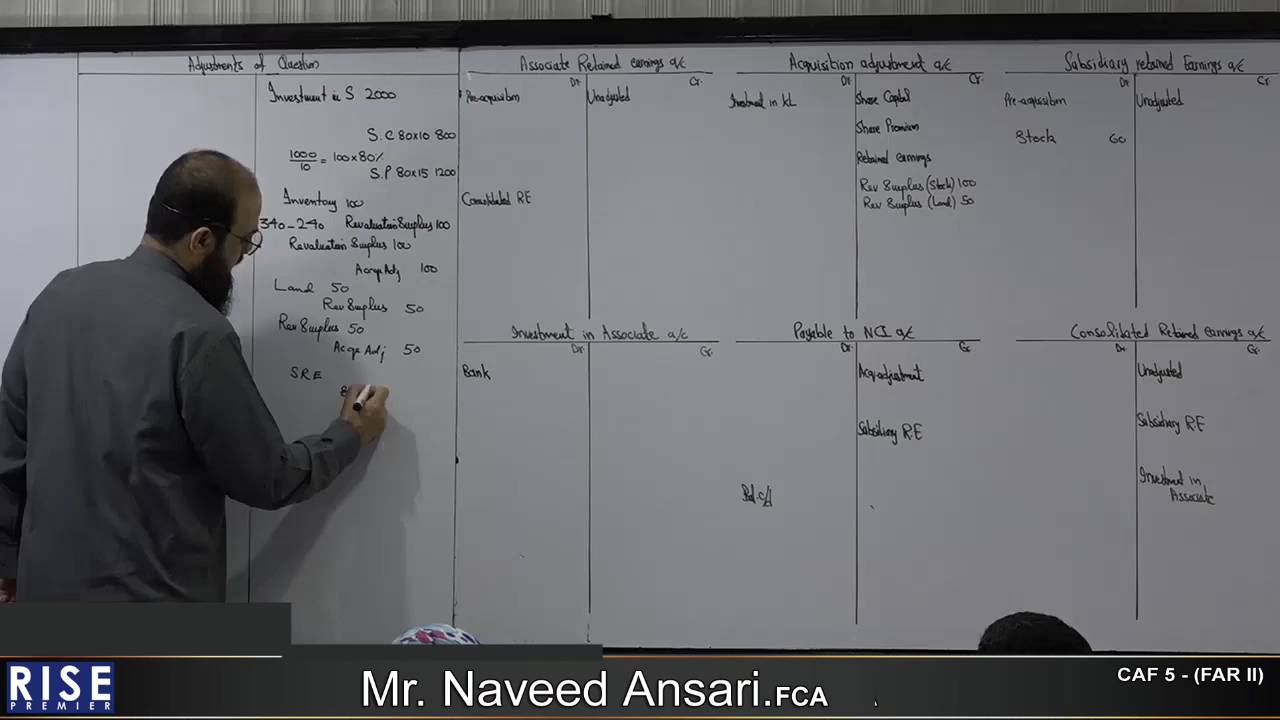 Adjustments of Question
Investment in S 2000
S.C 80x10 800
1000/10 = 100x80%
S.P 80x15 1200
Inventory 100
340-240 Revaluation Surplus 100
Revaluation Surplus 100
Acqu Adj 100
Land 50
Rev Surplus 50
Rev Surplus 50
Acqu Adj 50
SRE
Associate Retained earnings a/c
Dr. Cr.
Pre-acquisition Unadjusted
Consolidated RE
Acquisition adjustment a/c
Dr. Cr.
Investment in KL Share Capital
Share Premium
Retained earnings
Rev Surplus (Stock) 100
Rev Surplus (Land) 50
Subsidiary retained Earnings a/c
Dr. Cr.
Pre-acquisition Unadjusted
Stock 60
Investment in Associate a/c
Dr. Cr.
Bank
Payable to NCI a/c
Dr. Cr.
Acq. adjustment
Subsidiary RE
Bal. c/d
Consolidated Retained earnings a/c
Dr. Cr.
Unadjusted
Subsidiary RE
Investment in
Associate
RISE
PREMIER
Mr. Naveed Ansari.FCA
CAF 5 - (FAR II)